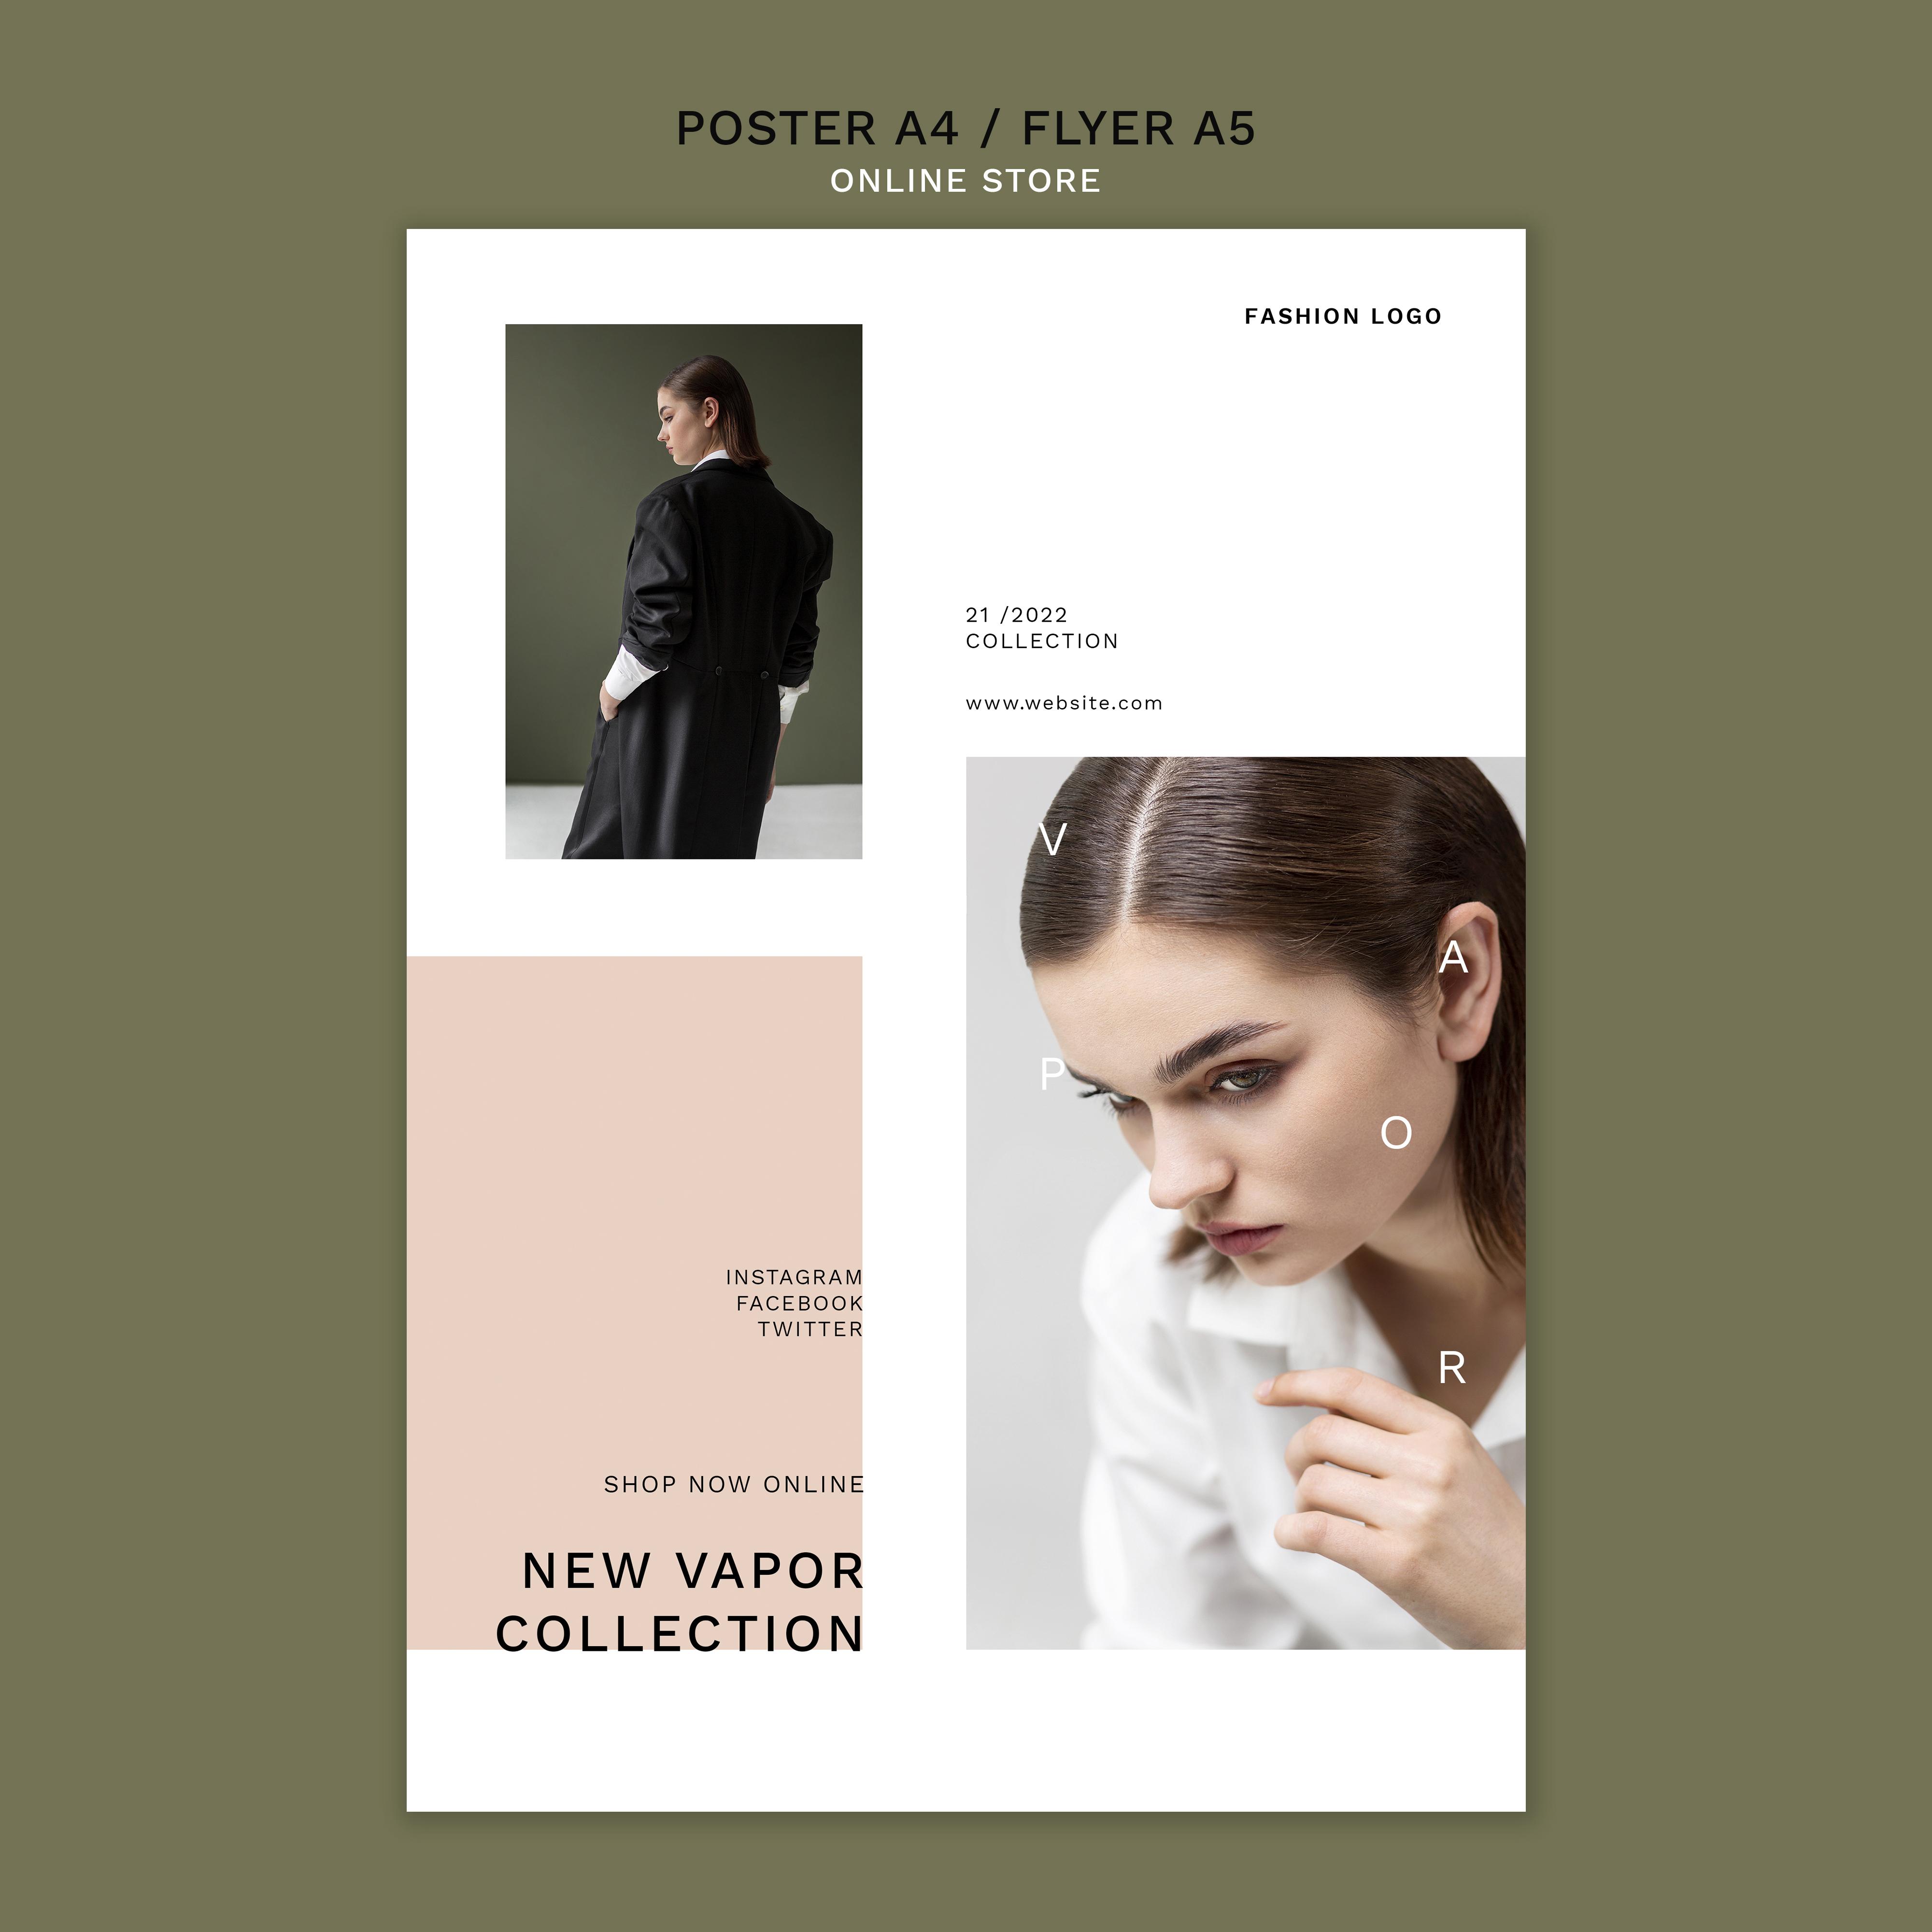 POSTER A4 / FLYER A5
ONLINE STORE
FASHION LOGO
21 /2022
COLLECTION
www.website.com
V
A
P
O
R
INSTAGRAM
FACEBOOK
TWITTER
SHOP NOW ONLINE
NEW VAPOR
COLLECTION